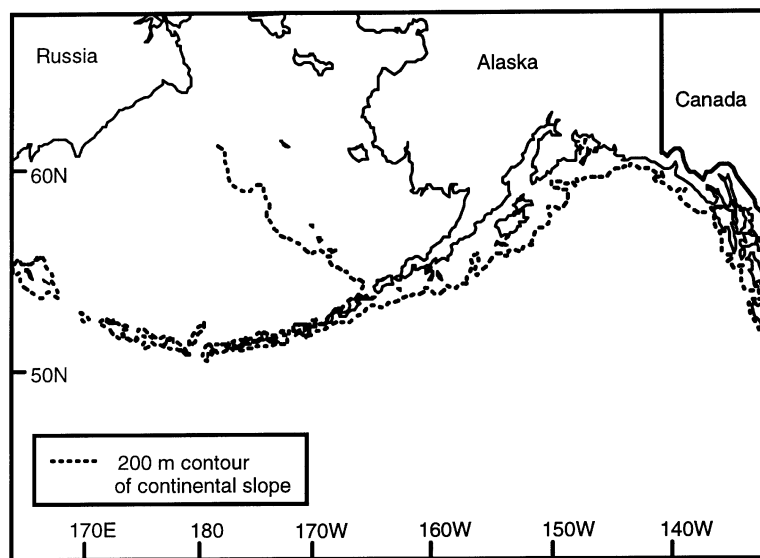 Russia
Alaska
Canada
60N
50N
200 m contour
of continental slope
170E 180 170W 160W 150W 140W